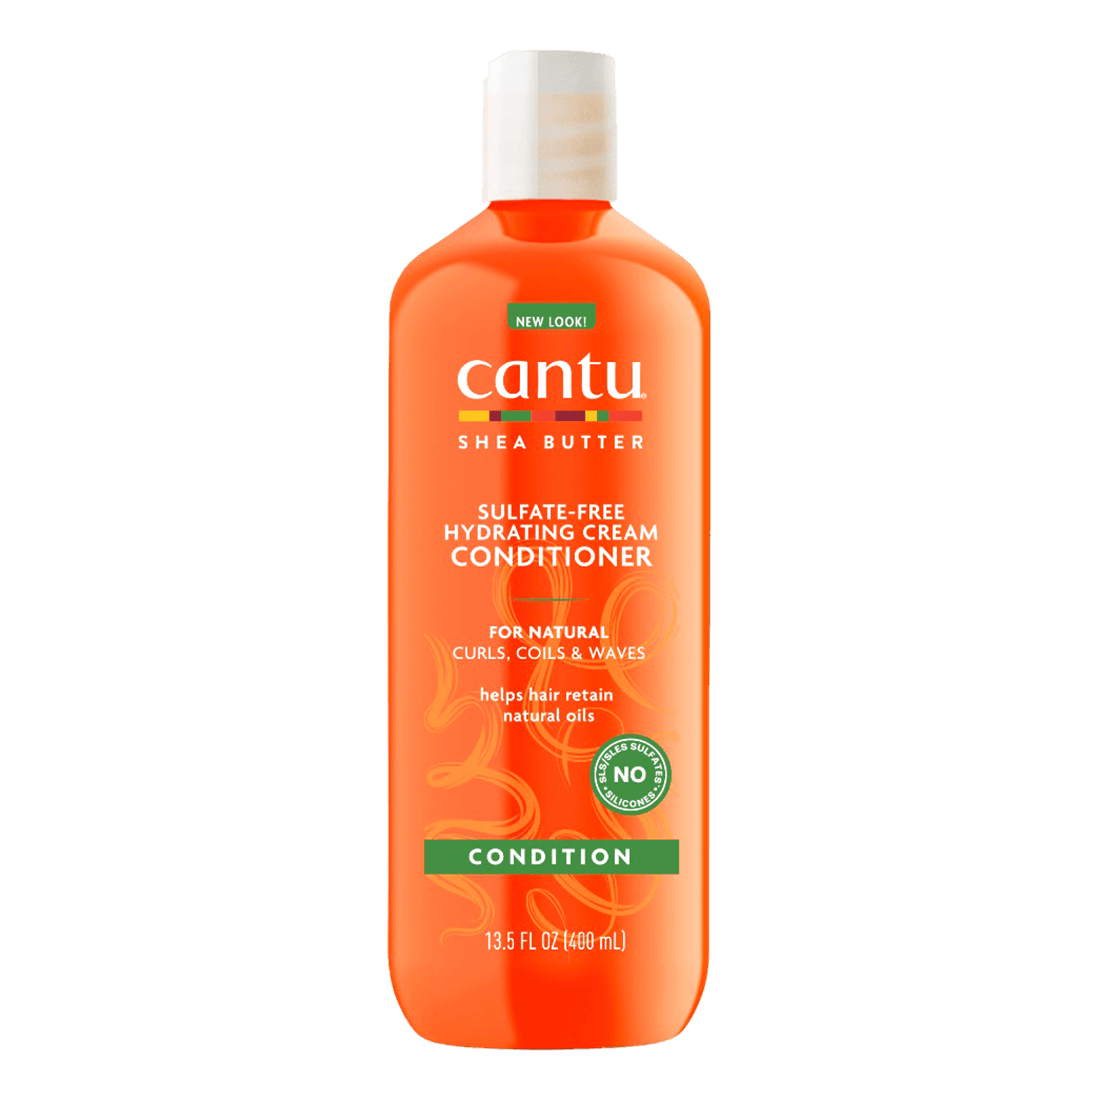 NEW LOOK!
cantu®
SHEA BUTTER
SULFATE-FREE
HYDRATING CREAM
CONDITIONER
FOR NATURAL
CURLS, COILS & WAVES
helps hair retain
natural oils
SLS/SLES SULFATES
NO
• SILICONES •
CONDITION
13.5 FL OZ (400 mL)